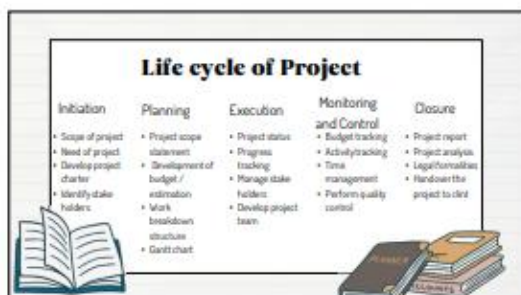 Life cycle of Project
Initiation
• Scope of project
• Need of project
• Develop project
charter
• Identify stake
holders
Planning
• Project scope
statement
• Development of
budget /
estimation
• Work
breakdown
structure
• Gantt chart
Execution
• Project status
• Progress
tracking
• Manage stake
holders
• Develop project
team
Monitoring
and Control
• Budget tracking
• Activity tracking
• Time
management
• Perform quality
control
Closure
• Project report
• Project analysis
• Legal formalities
• Handover the
project to clint
PLANNER